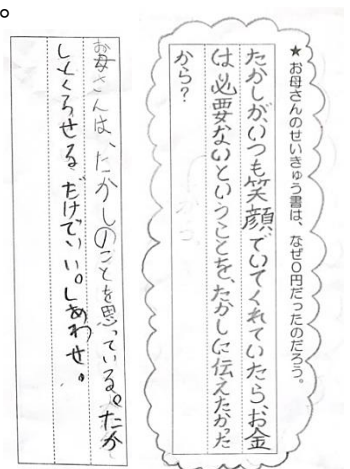 。
★お母さんのせいきゅう書は、なぜ0円だったのだろう。
たかしが、いつも笑顔でいてくれていたら、お金
は必要ないということを、たかしに伝えたかった
から？
お母さんは、たかしのことを思っている。たか
しとくらせるだけでいい。しあわせ。